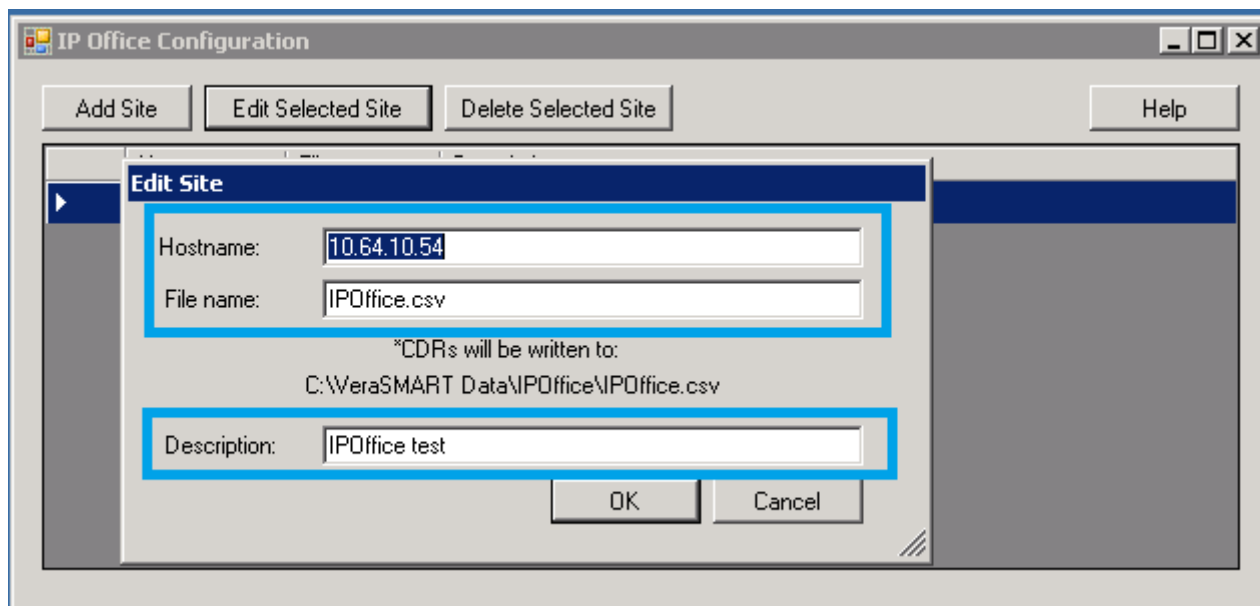 IP Office Configuration
Add Site Edit Selected Site Delete Selected Site Help
Edit Site
Hostname: 10.64.10.54
File name: IPOffice.csv
*CDRs will be written to:
C:\VeraSMART Data\IPOffice\IPOffice.csv
Description: IPOffice test
OK Cancel